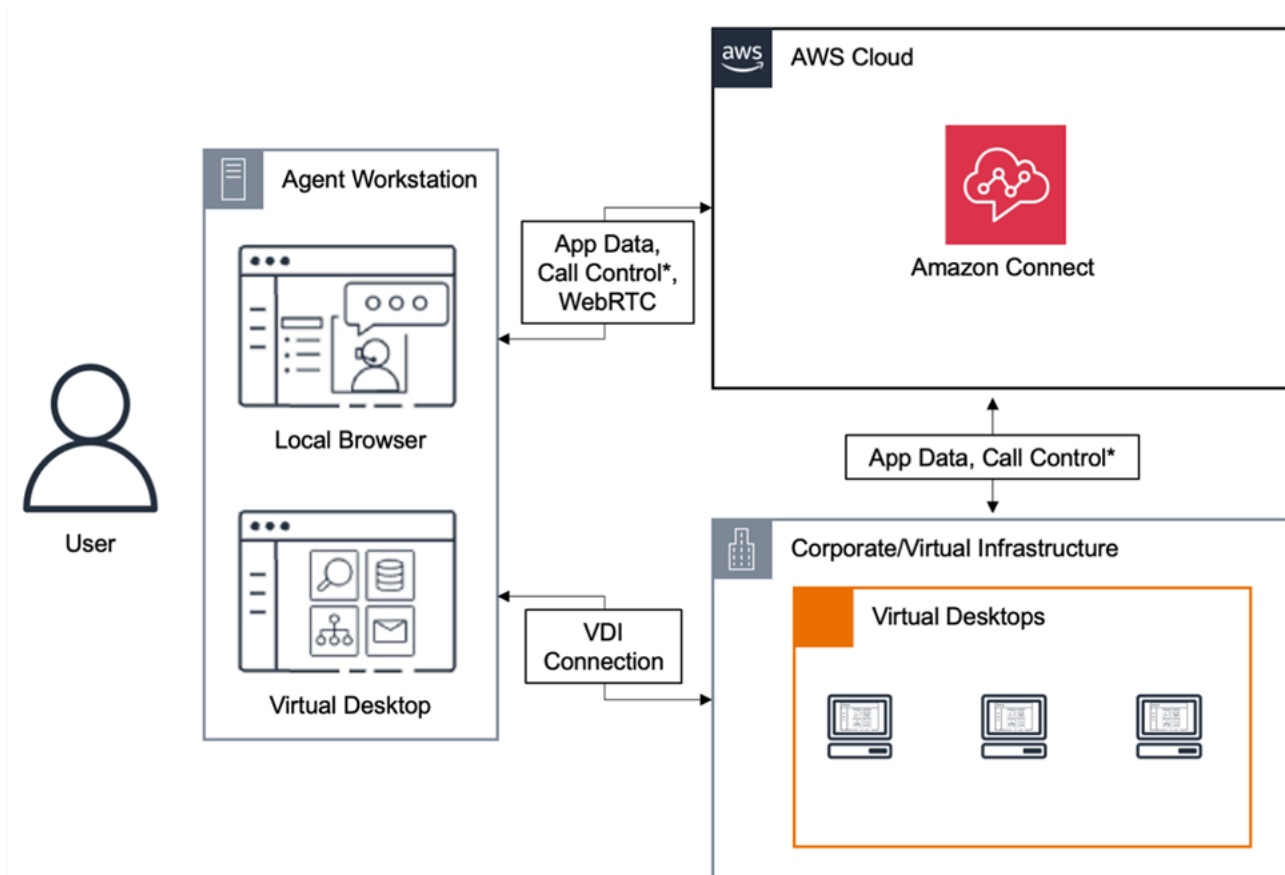 aws
AWS Cloud
Amazon Connect
Agent Workstation
Local Browser
Virtual Desktop
User
App Data,
Call Control*,
WebRTC
App Data, Call Control*
VDI
Connection
Corporate/Virtual Infrastructure
Virtual Desktops